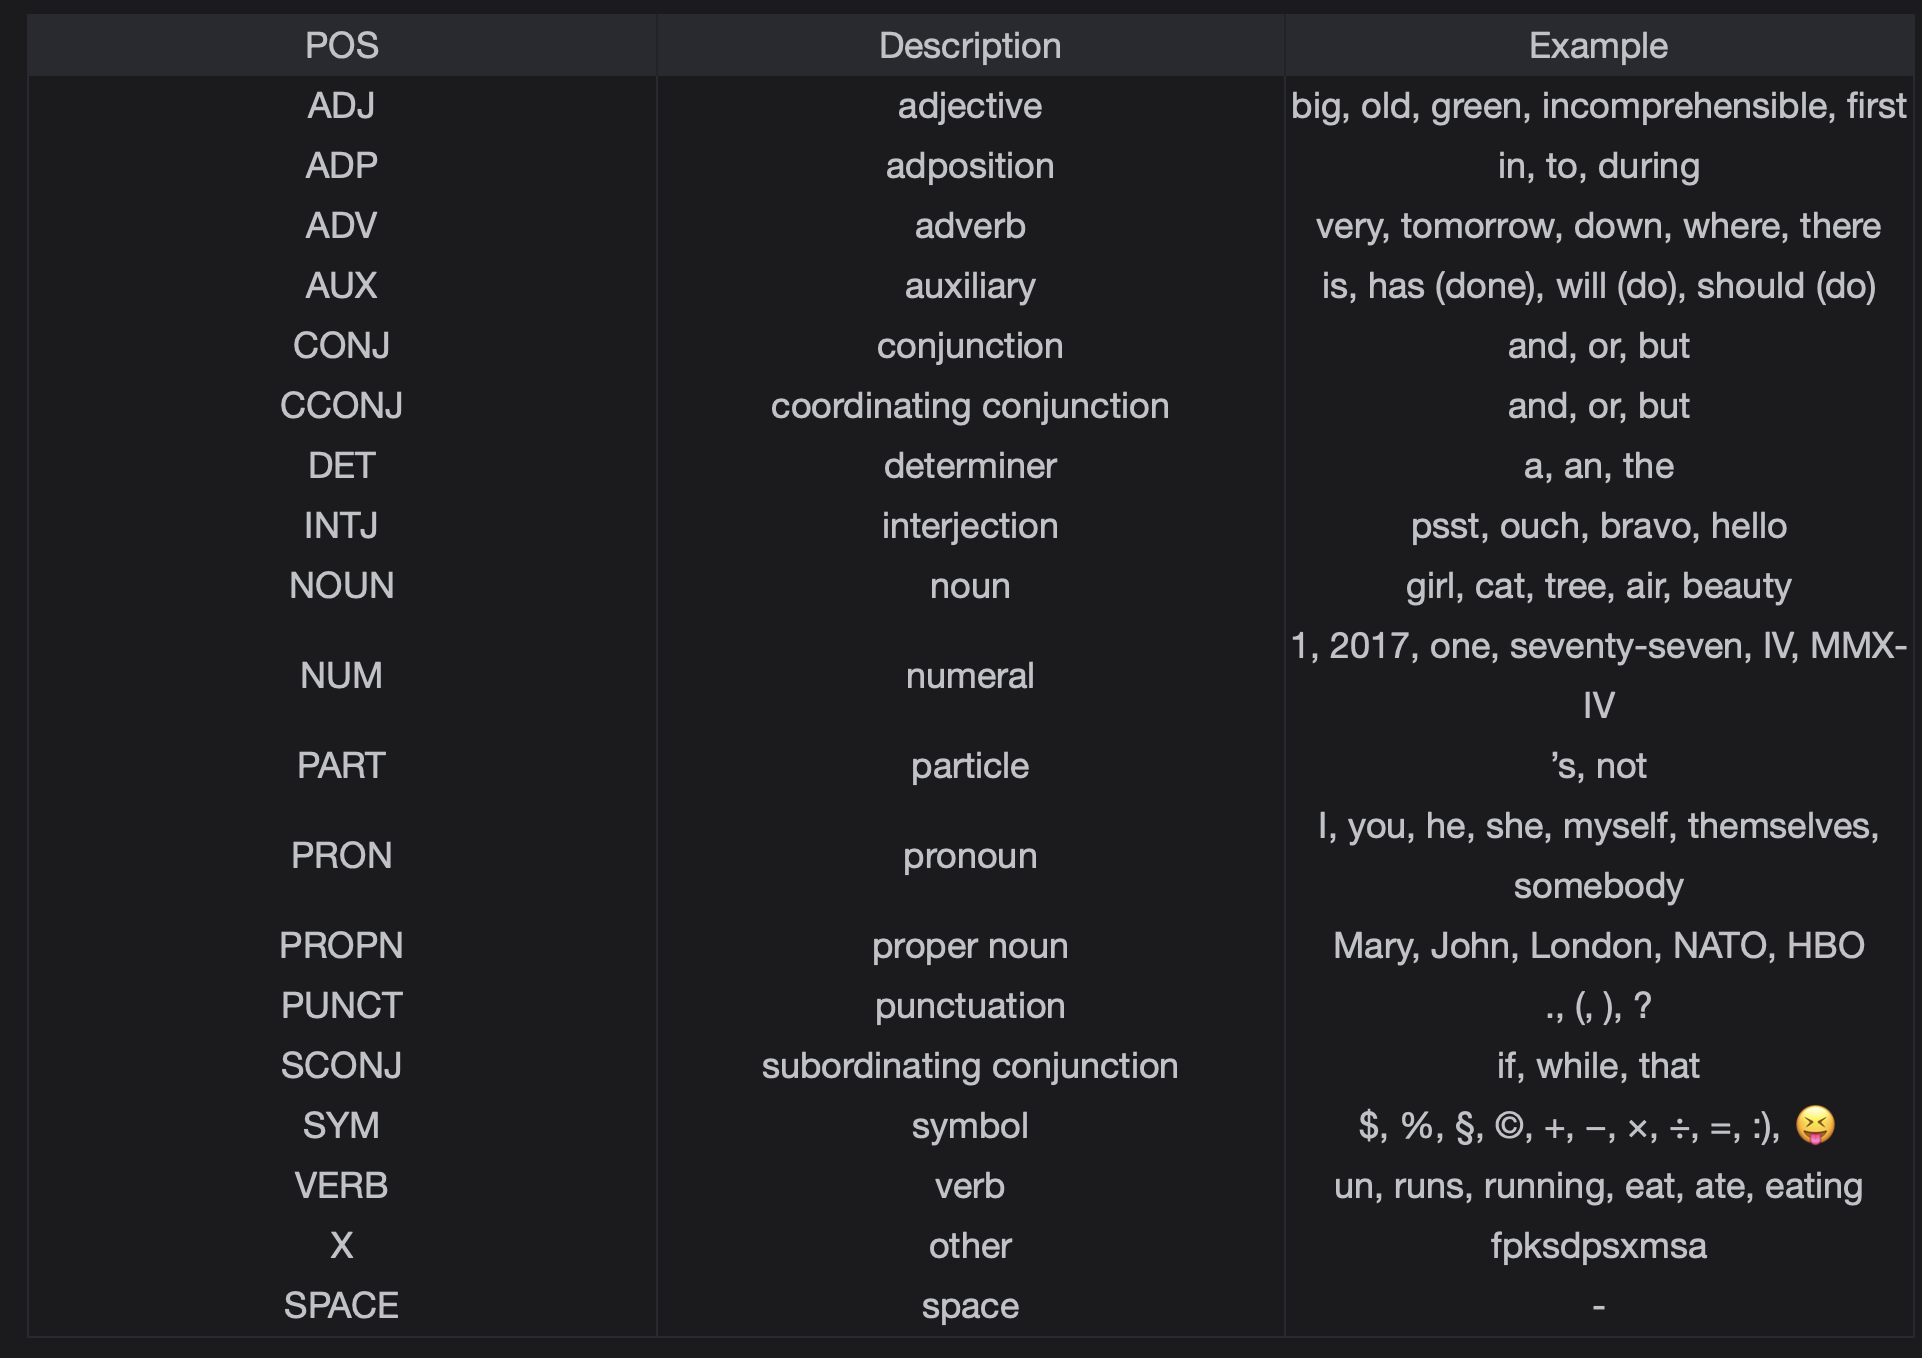 POS Description Example
ADJ adjective big, old, green, incomprehensible, first
ADP adposition in, to, during
ADV adverb very, tomorrow, down, where, there
AUX auxiliary is, has (done), will (do), should (do)
CONJ conjunction and, or, but
CCONJ coordinating conjunction and, or, but
DET determiner a, an, the
INTJ interjection psst, ouch, bravo, hello
NOUN noun girl, cat, tree, air, beauty
NUM numeral 1, 2017, one, seventy-seven, IV, MMX-
IV
PART particle ’s, not
PRON pronoun I, you, he, she, myself, themselves,
somebody
PROPN proper noun Mary, John, London, NATO, HBO
PUNCT punctuation ., (, ), ?
SCONJ subordinating conjunction if, while, that
SYM symbol $, %, §, ©, +, −, ×, ÷, =, :), 😝
VERB verb un, runs, running, eat, ate, eating
X other fpksdpsxmsa
SPACE space -